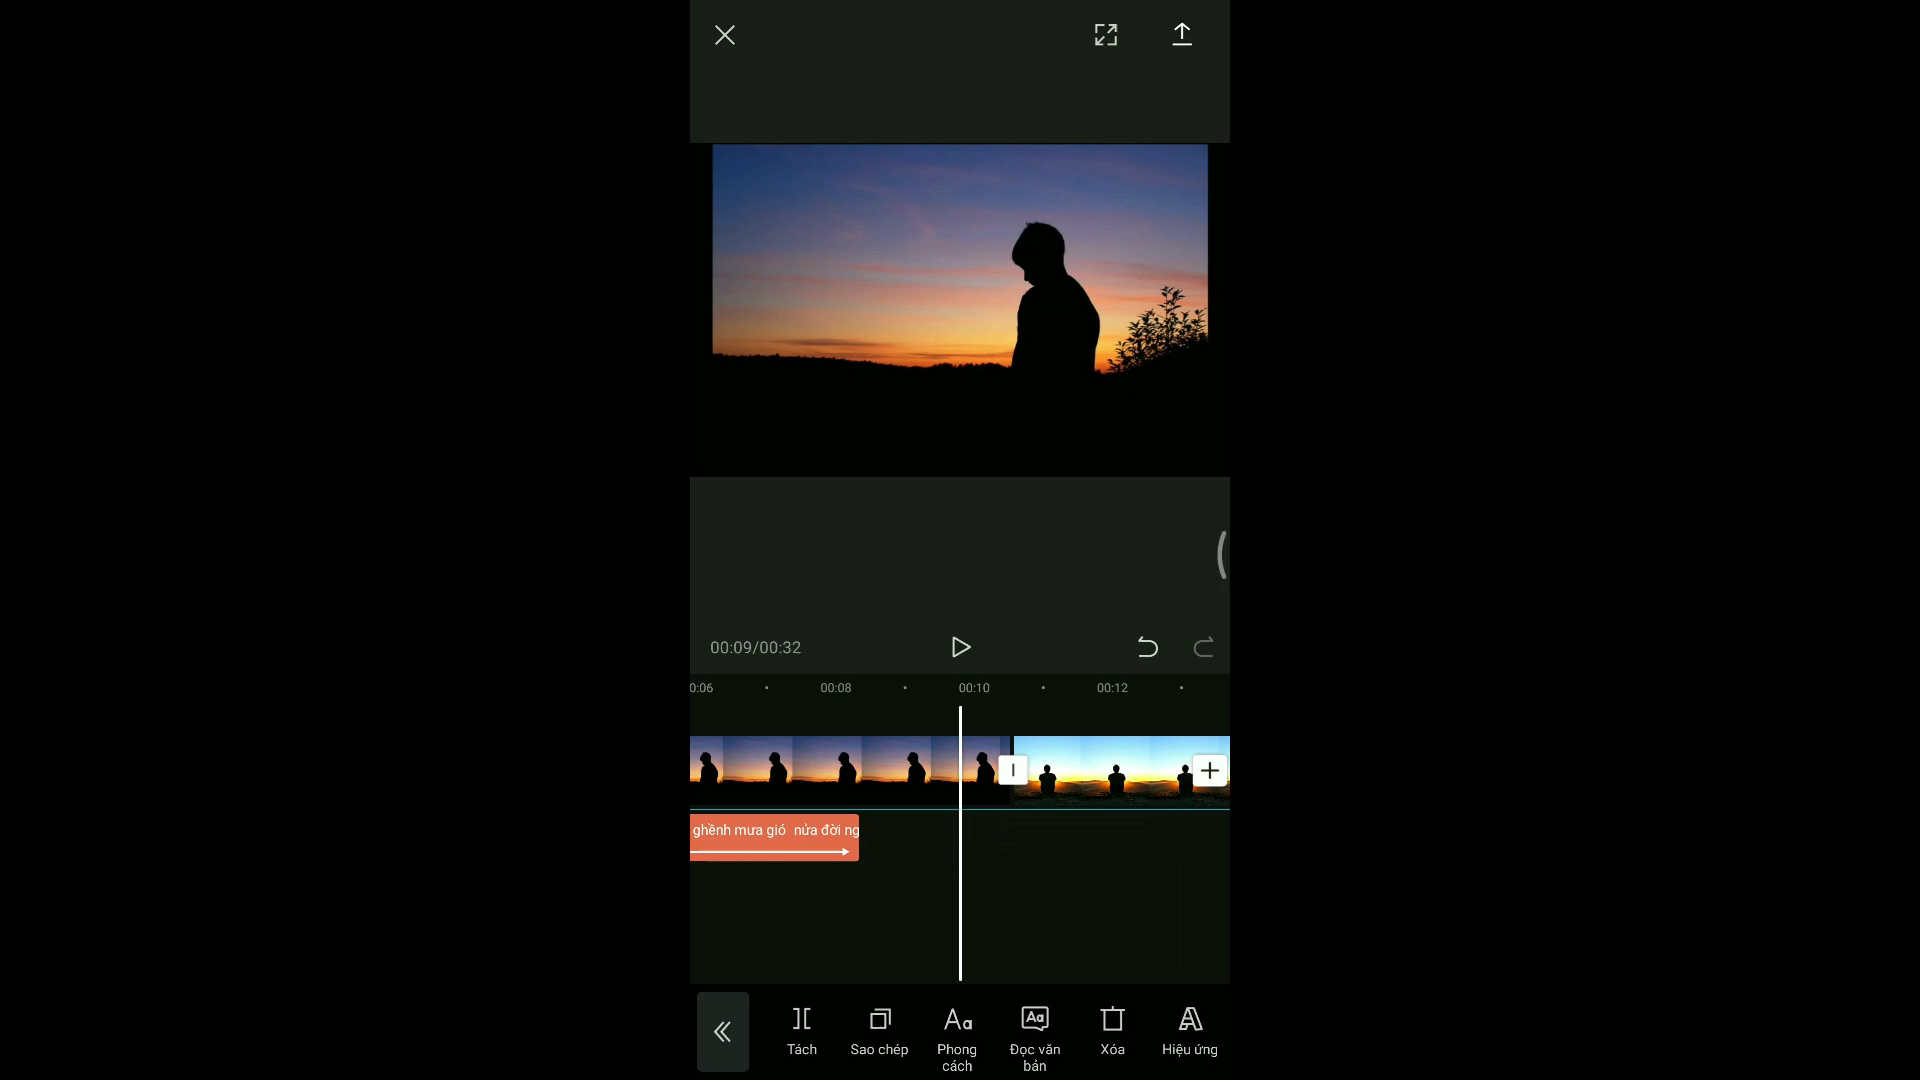 00:09/00:32
0:06
00:08
00:10
00:12
ghềnh mưa gió nửa đời ng
Tách
Sao chép
Phong
cách
Aa
Đọc văn
bản
Xóa
Hiệu ứng